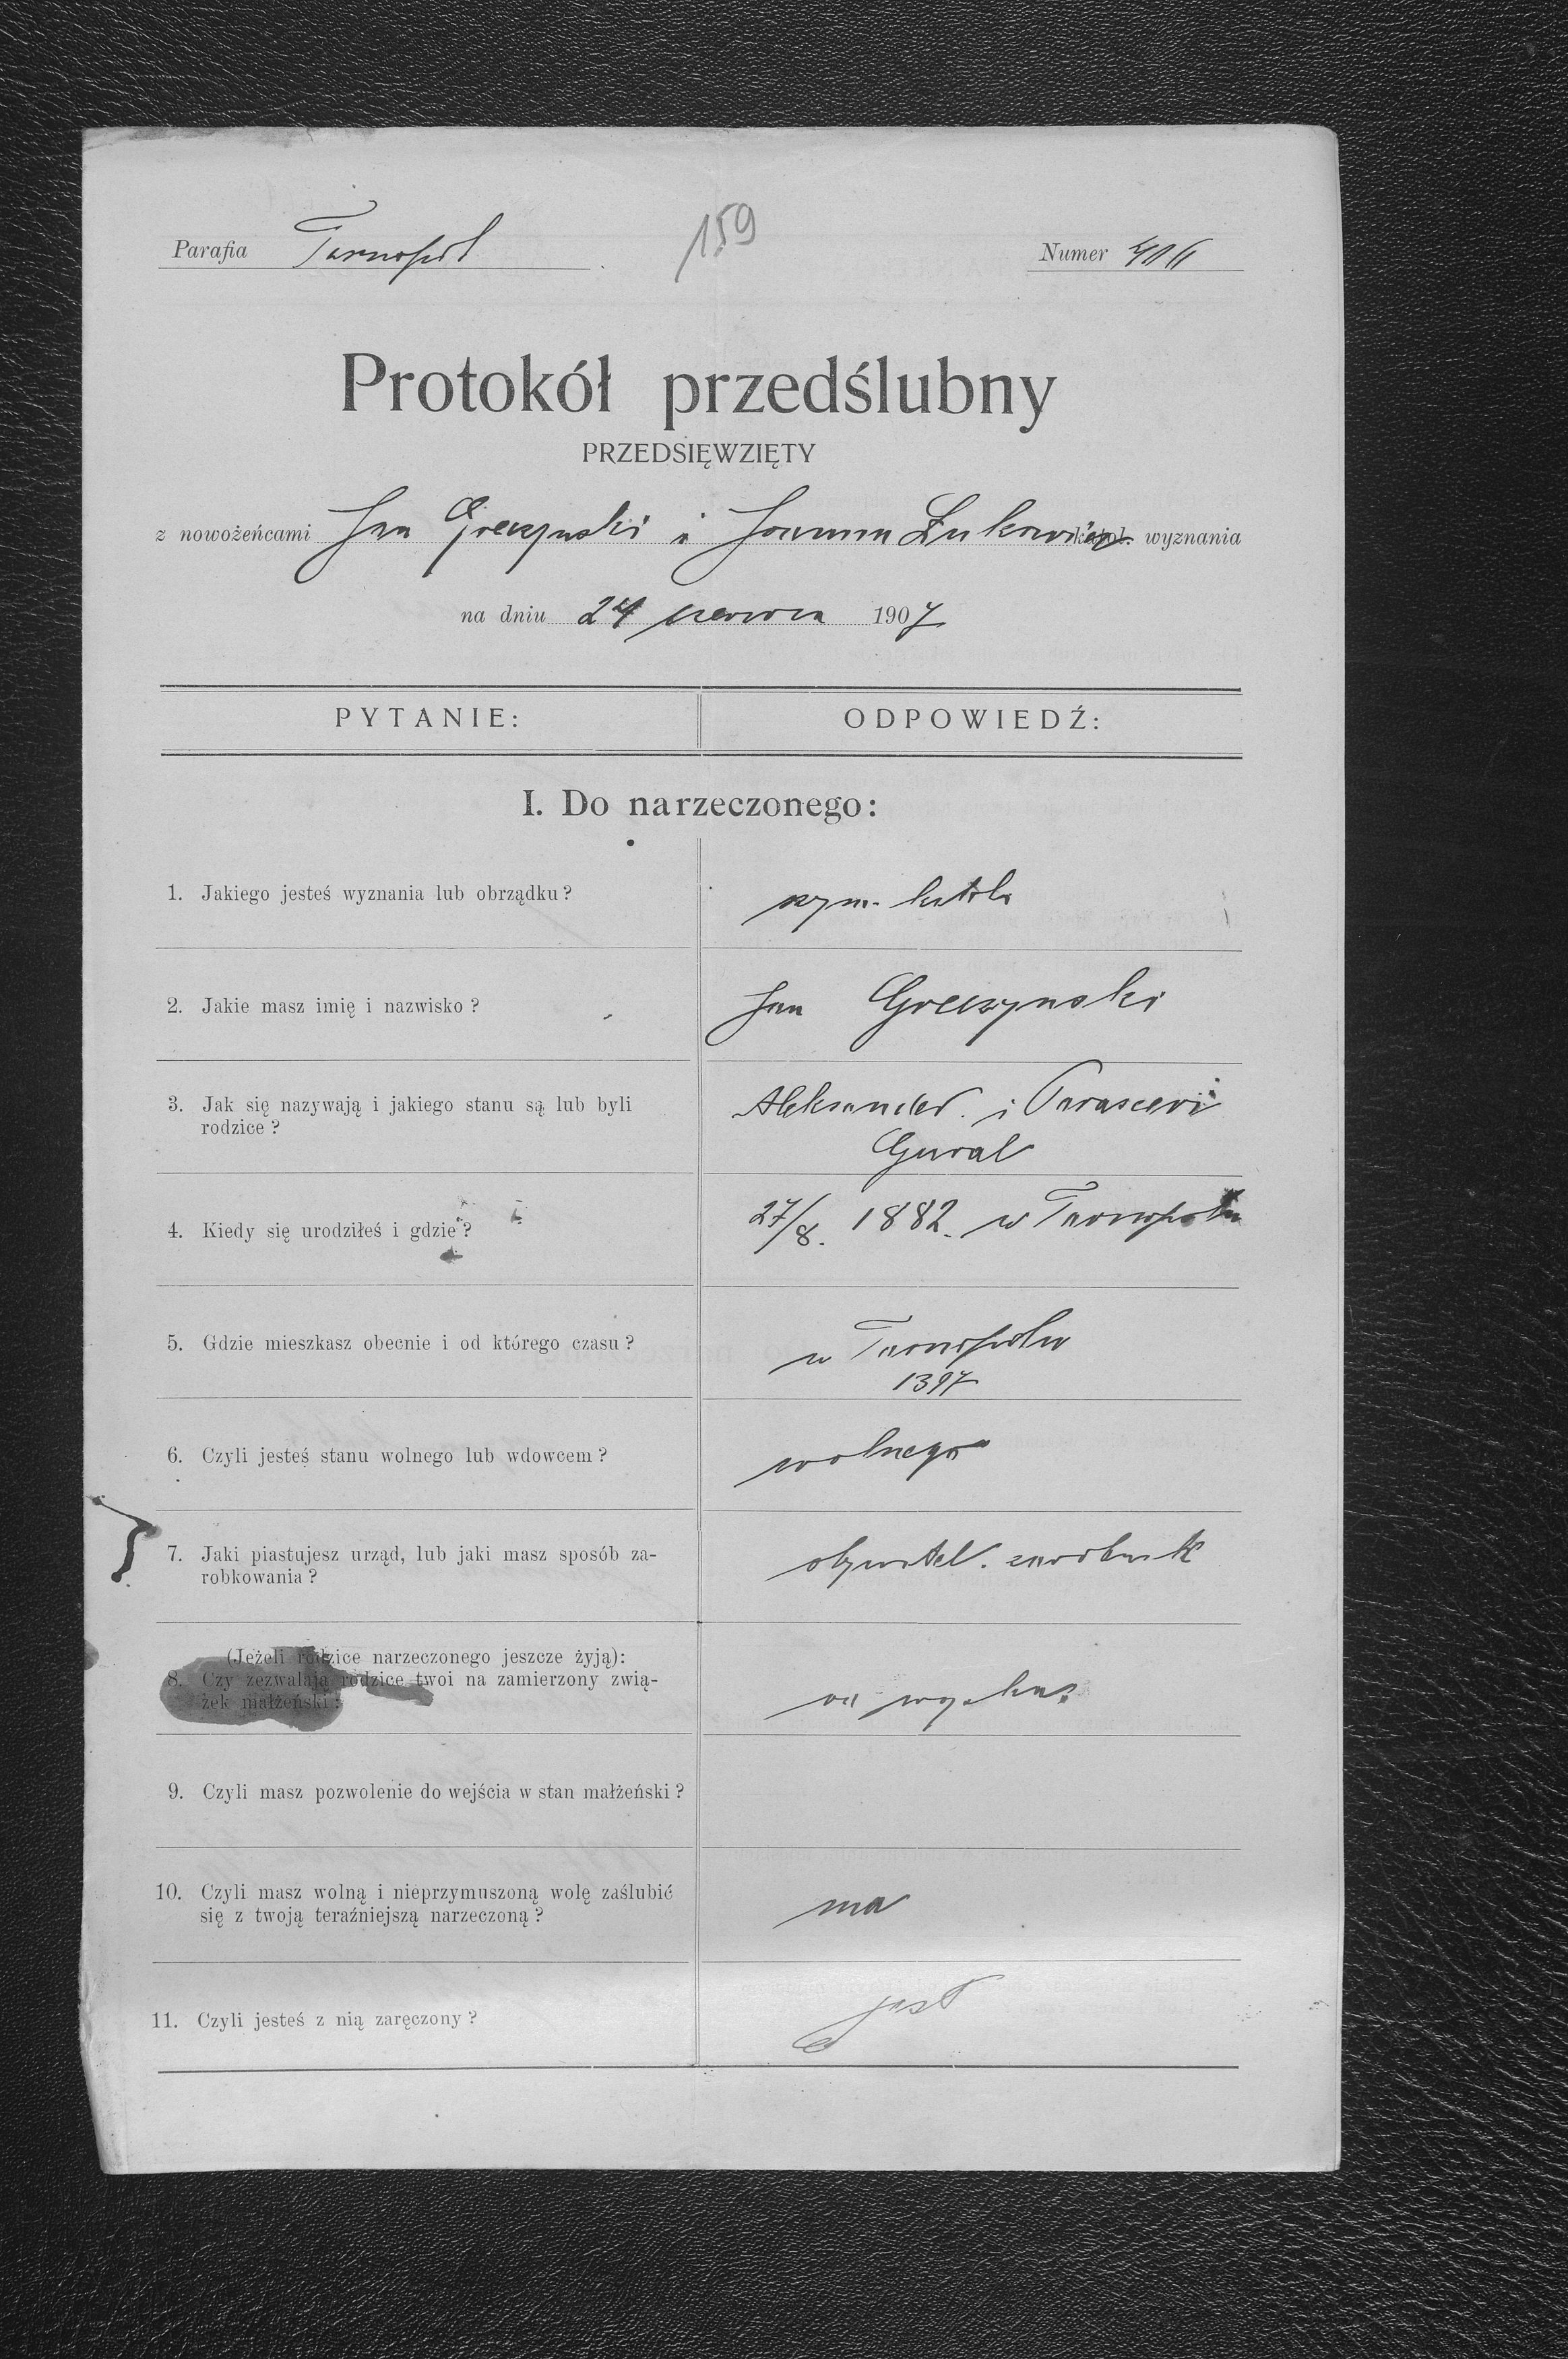 Parafia Tarnopol
159
Numer
Protokół przedślubny
PRZEDSIĘWZIĘTY
z nowożeńcami Jan Greczynski i Joanna Łukowicz katol. wyznania
na dniu 24 czerwca 1907
PYTANIE: ODPOWIEDŹ:
I. Do narzeczonego:
1. Jakiego jesteś wyznania lub obrządku? rzym. katol.
2. Jakie masz imię i nazwisko? Jan Greczynski
3. Jak się nazywają i jakiego stanu są lub byli rodzice? Aleksander i Parascevi
Gural
4. Kiedy się urodziłeś i gdzie? 27/8. 1882. w Tarnopolu
5. Gdzie mieszkasz obecnie i od którego czasu? w Tarnopolu
1397
6. Czyli jesteś stanu wolnego lub wdowcem? wolnego
7. Jaki piastujesz urząd, lub jaki masz sposób za-
robkowania? obywatel. zarobnik
(Jeżeli rodzice narzeczonego jeszcze żyją):
8. Czy zezwalają rodzice twoi na zamierzony zwią-
żek małżeński?
9. Czyli masz pozwolenie do wejścia w stan małżeński?
10. Czyli masz wolną i nieprzymuszoną wolę zaślubić
się z twoją teraźniejszą narzeczoną? ma
11. Czyli jesteś z nią zaręczony? jest